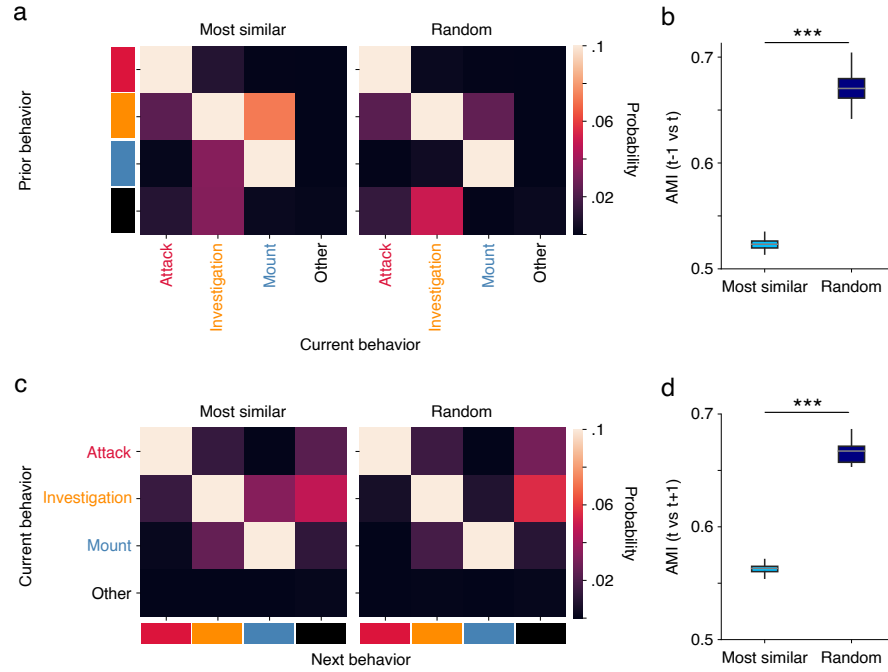 a
Most similar
Random
Prior behavior
.1
.06
.02
Probability
Attack
Investigation
Mount
Other
Attack
Investigation
Mount
Other
Current behavior
b
***
0.7
0.6
0.5
AMI (t-1 vs t)
Most similar
Random
c
Most similar
Random
Current behavior
Attack
Investigation
Mount
Other
.1
.06
.02
Probability
Next behavior
d
***
0.7
0.6
0.5
AMI (t vs t+1)
Most similar
Random